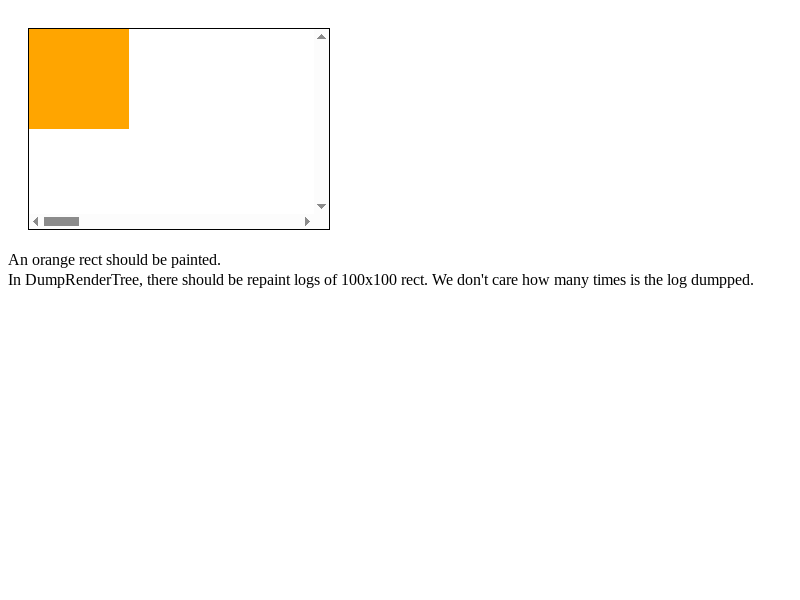 An orange rect should be painted.
In DumpRenderTree, there should be repaint logs of 100x100 rect. We don't care how many times is the log dumpped.